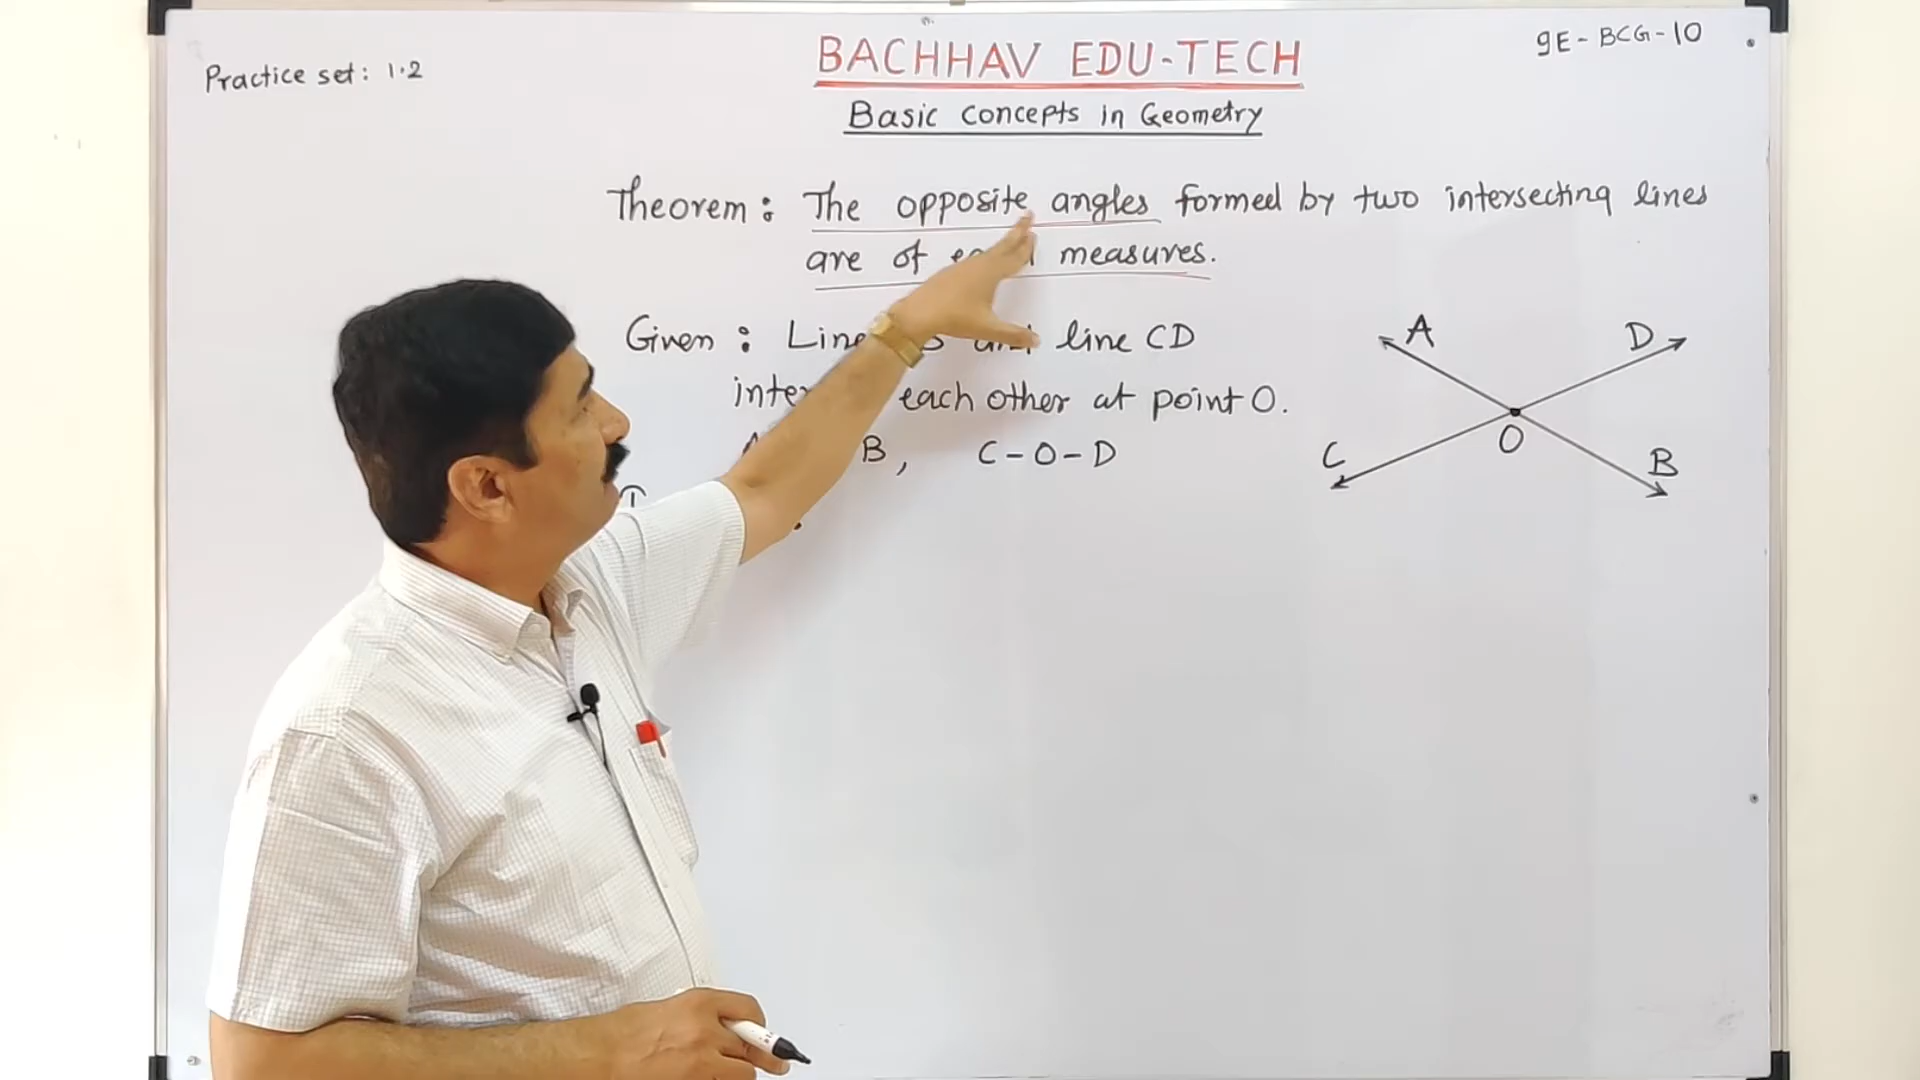 Practice set: 1.2
BACHHAV EDU-TECH
9E-BCG-10
Basic Concepts in Geometry
Theorem: The opposite angles formed by two intersecting lines
are of measures.
Given: Line line CD
each other at point O.
B, C-O-D
A
D
C
O
B